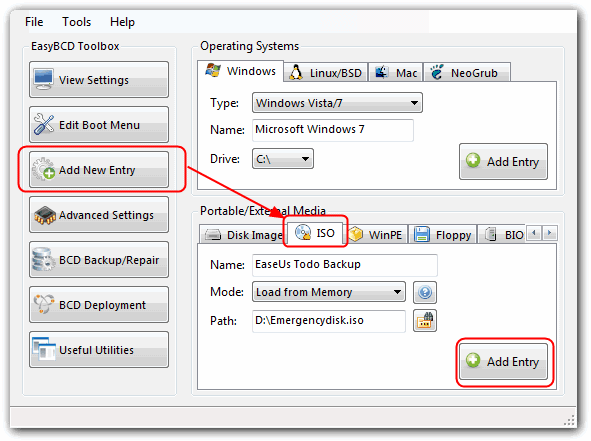 File Tools Help
EasyBCD Toolbox
View Settings
Edit Boot Menu
Add New Entry
Advanced Settings
BCD Backup/Repair
BCD Deployment
Useful Utilities
Operating Systems
Windows Linux/BSD Mac NeoGrub
Type: Windows Vista/7
Name: Microsoft Windows 7
Drive: C:\
Add Entry
Portable/External Media
Disk Image ISO WinPE Floppy BIO
Name: EaseUs Todo Backup
Mode: Load from Memory
Path: D:\Emergencydisk.iso
Add Entry